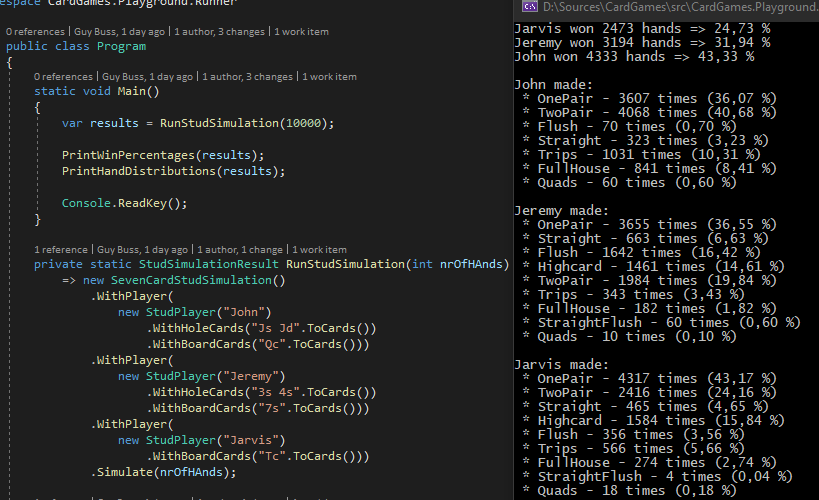 espace CardGames.Playground.Runner
0 references | Guy Buss, 1 day ago | 1 author, 3 changes | 1 work item
public class Program
{
0 references | Guy Buss, 1 day ago | 1 author, 3 changes | 1 work item
static void Main()
{
var results = RunStudSimulation(10000);
PrintWinPercentages(results);
PrintHandDistributions(results);
Console.ReadKey();
}
1 reference | Guy Buss, 1 day ago | 1 author, 1 change | 1 work item
private static StudSimulationResult RunStudSimulation(int nrOfHAnds)
=> new SevenCardStudSimulation()
.WithPlayer(
new StudPlayer("John")
.WithHoleCards("Js Jd".ToCards())
.WithBoardCards("Qc".ToCards()))
.WithPlayer(
new StudPlayer("Jeremy")
.WithHoleCards("3s 4s".ToCards())
.WithBoardCards("7s".ToCards()))
.WithPlayer(
new StudPlayer("Jarvis")
.WithBoardCards("Tc".ToCards()))
.Simulate(nrOfHAnds);
D:\Sources\CardGames\src\CardGames.Playground.
Jarvis won 2473 hands => 24,73 %
Jeremy won 3194 hands => 31,94 %
John won 4333 hands => 43,33 %
John made:
* OnePair - 3607 times (36,07 %)
* TwoPair - 4068 times (40,68 %)
* Flush - 70 times (0,70 %)
* Straight - 323 times (3,23 %)
* Trips - 1031 times (10,31 %)
* FullHouse - 841 times (8,41 %)
* Quads - 60 times (0,60 %)
Jeremy made:
* OnePair - 3655 times (36,55 %)
* Straight - 663 times (6,63 %)
* Flush - 1642 times (16,42 %)
* Highcard - 1461 times (14,61 %)
* TwoPair - 1984 times (19,84 %)
* Trips - 343 times (3,43 %)
* FullHouse - 182 times (1,82 %)
* StraightFlush - 60 times (0,60 %)
* Quads - 10 times (0,10 %)
Jarvis made:
* OnePair - 4317 times (43,17 %)
* TwoPair - 2416 times (24,16 %)
* Straight - 465 times (4,65 %)
* Highcard - 1584 times (15,84 %)
* Flush - 356 times (3,56 %)
* Trips - 566 times (5,66 %)
* FullHouse - 274 times (2,74 %)
* StraightFlush - 4 times (0,04 %)
* Quads - 18 times (0,18 %)